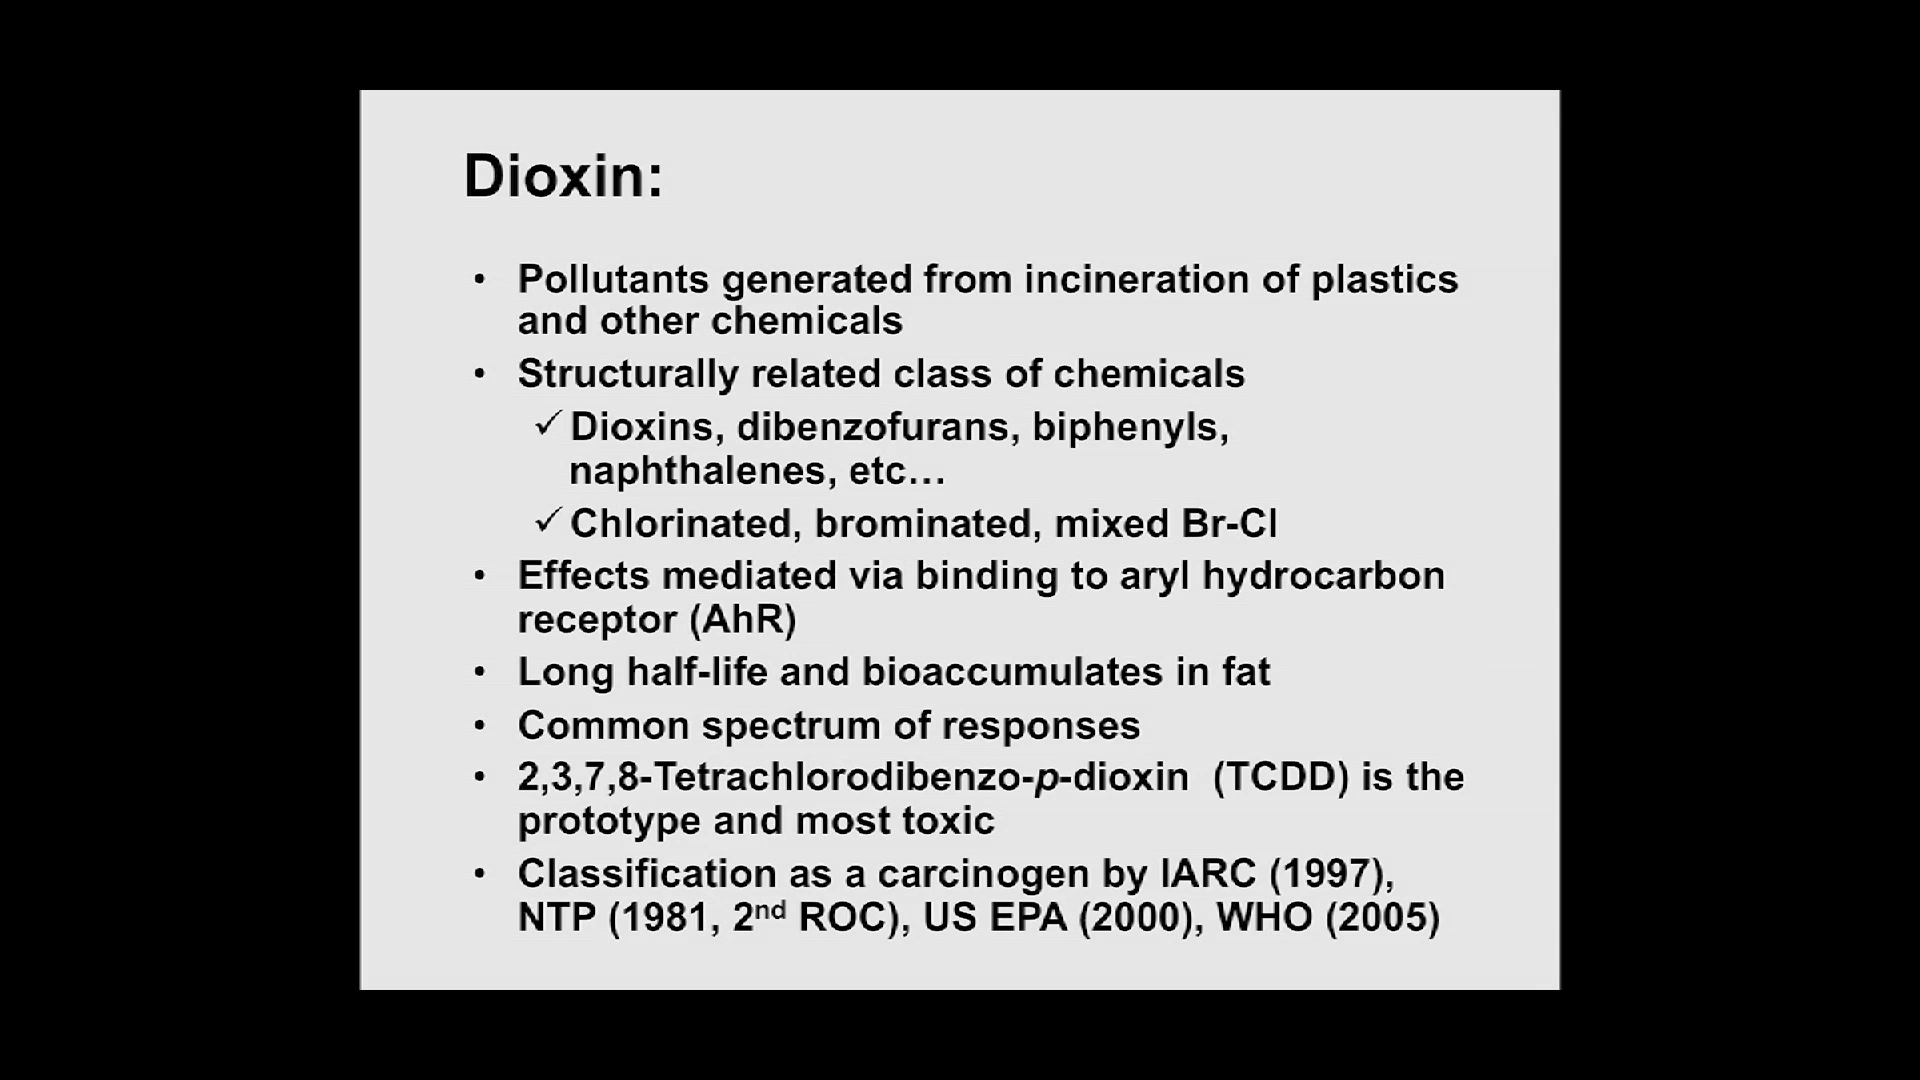 Dioxin:
• Pollutants generated from incineration of plastics
and other chemicals
• Structurally related class of chemicals
✓ Dioxins, dibenzofurans, biphenyls,
naphthalenes, etc…
✓ Chlorinated, brominated, mixed Br-Cl
• Effects mediated via binding to aryl hydrocarbon
receptor (AhR)
• Long half-life and bioaccumulates in fat
• Common spectrum of responses
• 2,3,7,8-Tetrachlorodibenzo-p-dioxin (TCDD) is the
prototype and most toxic
• Classification as a carcinogen by IARC (1997),
NTP (1981, 2nd ROC), US EPA (2000), WHO (2005)